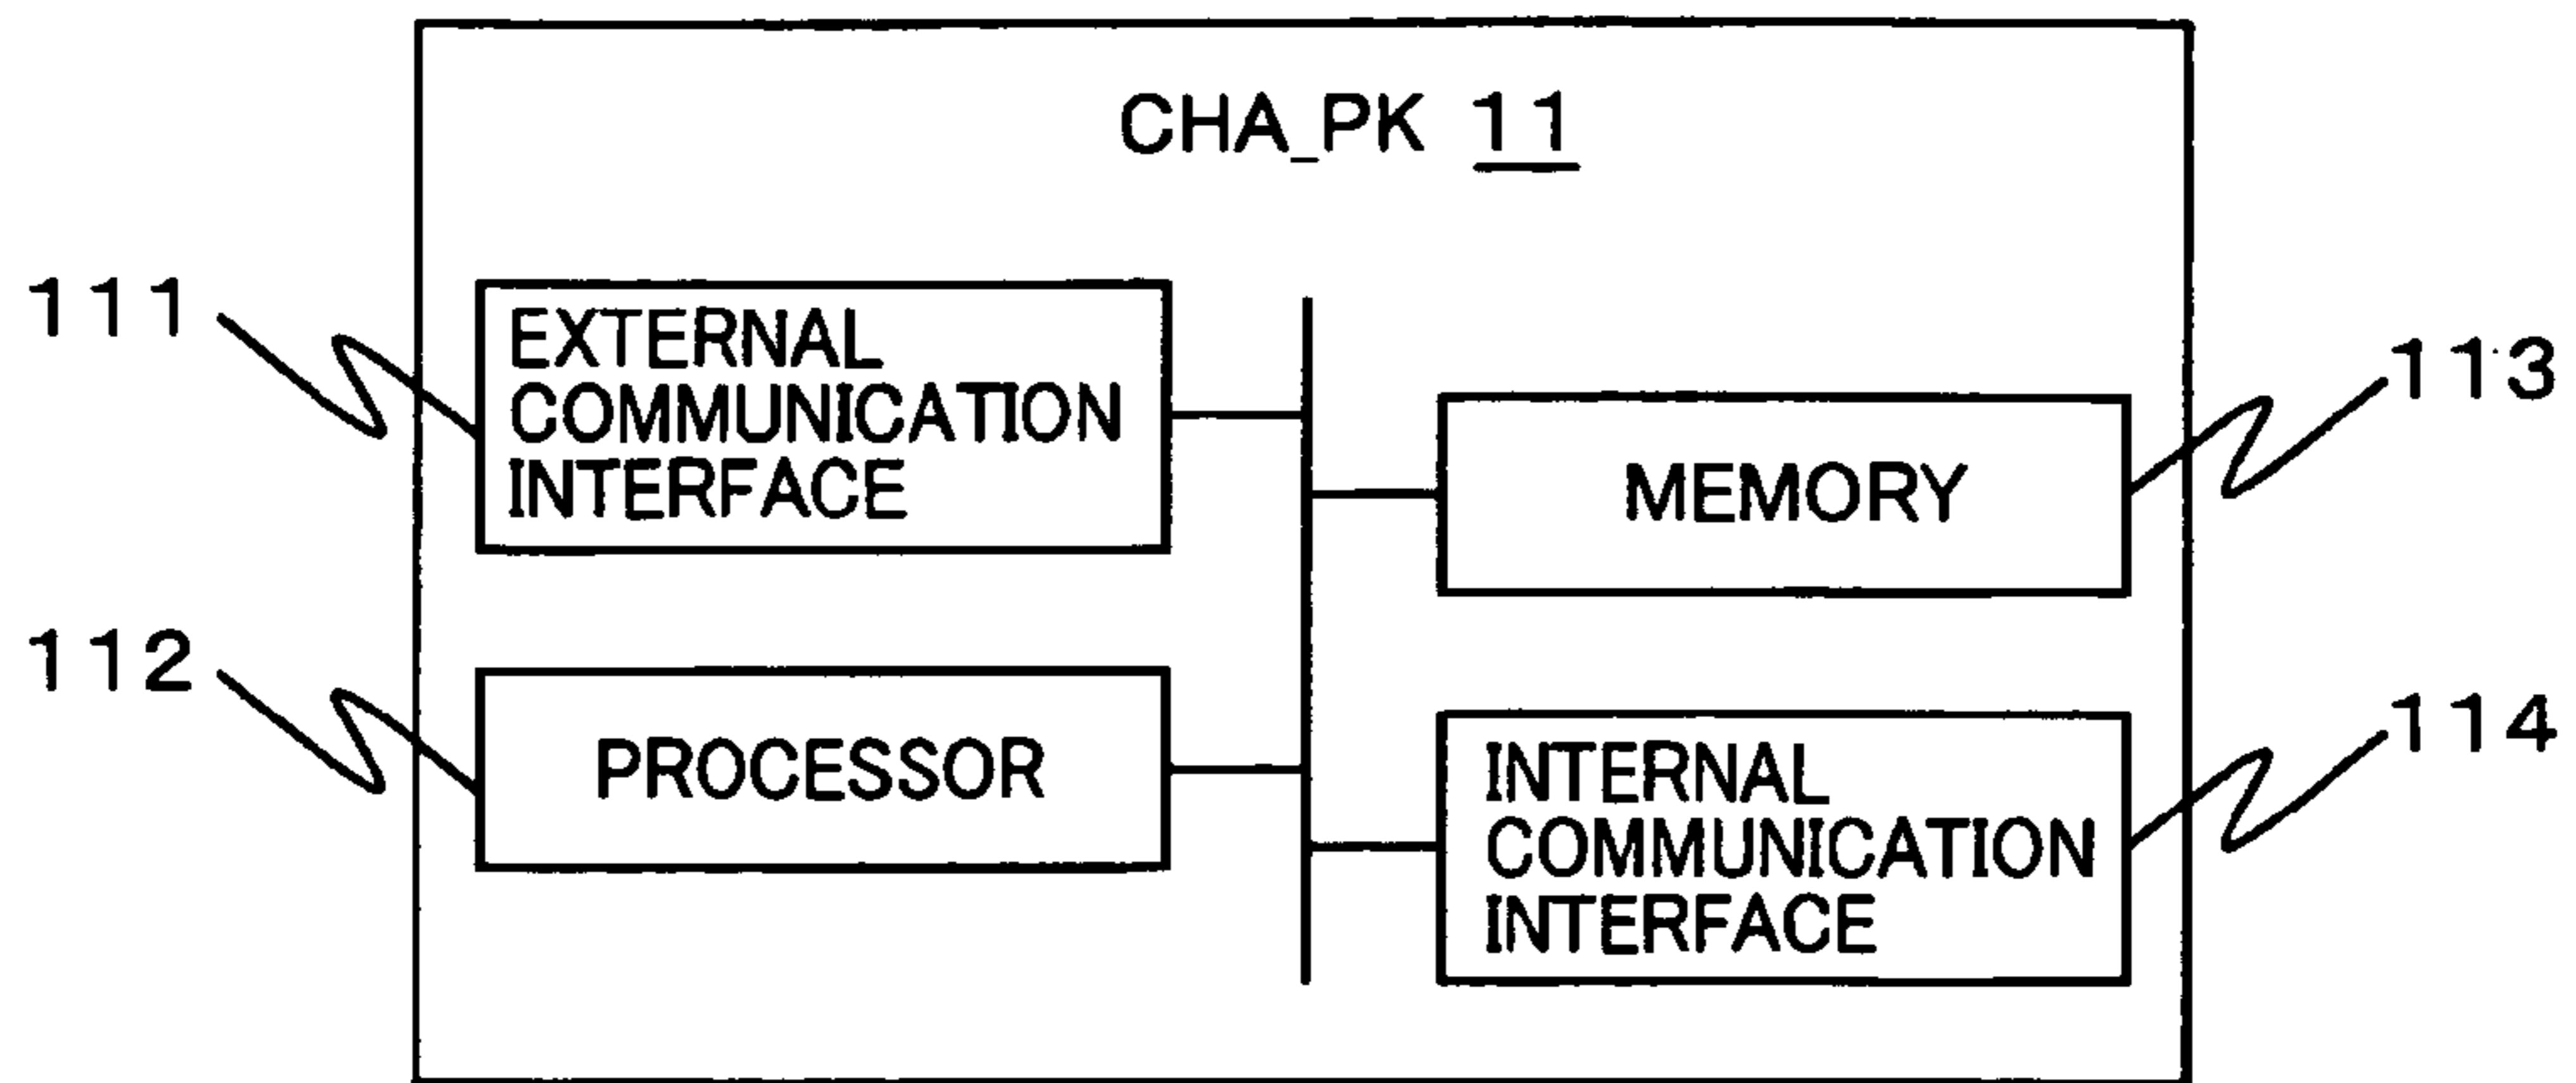 CHA_PK 11
111
EXTERNAL
COMMUNICATION
INTERFACE
113
MEMORY
112
PROCESSOR
114
INTERNAL
COMMUNICATION
INTERFACE